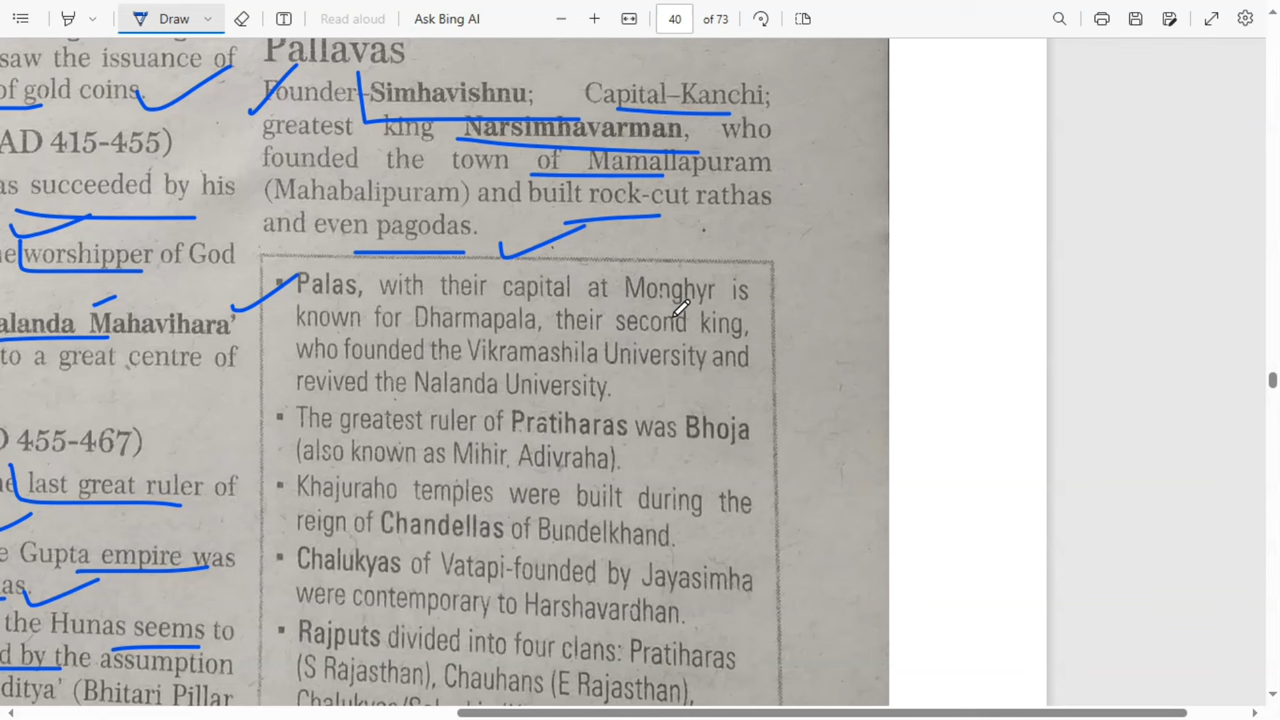 Draw
Read aloud
Ask Bing AI
40 of 73
saw the issuance of
of gold coins.
AD 415-455)
as succeeded by his
e worshipper of God
alanda Mahavihara'
to a great centre of
D 455-467)
e last great ruler of
e Gupta empire was
as.
the Hunas seems to
d by the assumption
ditya' (Bhitari Pillar
Pallavas
Founder-Simhavishnu; Capital-Kanchi;
greatest king Narsimhavarman, who
founded the town of Mamallapuram
(Mahabalipuram) and built rock-cut rathas
and even pagodas.
▪ Palas, with their capital at Monghyr is
known for Dharmapala, their second king,
who founded the Vikramashila University and
revived the Nalanda University.
▪ The greatest ruler of Pratiharas was Bhoja
(also known as Mihir, Adivraha).
▪ Khajuraho temples were built during the
reign of Chandellas of Bundelkhand.
▪ Chalukyas of Vatapi-founded by Jayasimha
were contemporary to Harshavardhan.
▪ Rajputs divided into four clans: Pratiharas
(S Rajasthan), Chauhans (E Rajasthan),